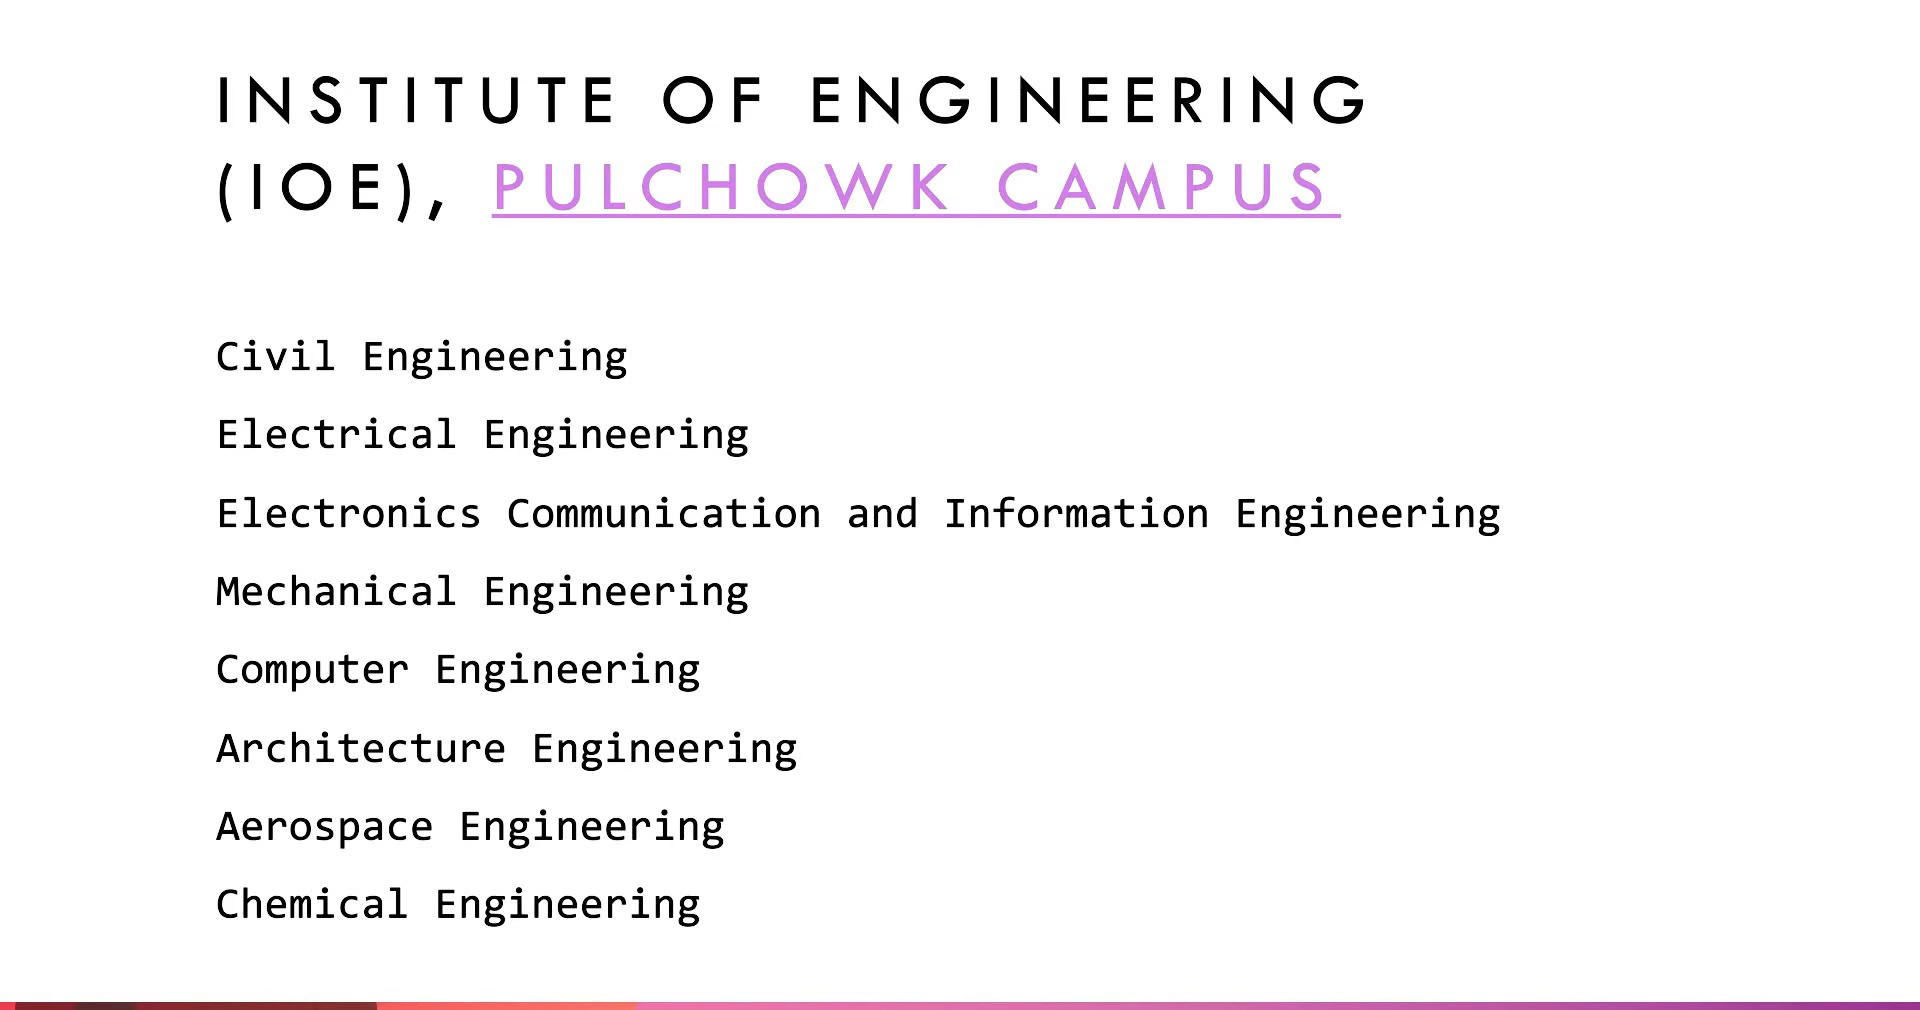 INSTITUTE OF ENGINEERING
(IOE), PULCHOWK CAMPUS
Civil Engineering
Electrical Engineering
Electronics Communication and Information Engineering
Mechanical Engineering
Computer Engineering
Architecture Engineering
Aerospace Engineering
Chemical Engineering